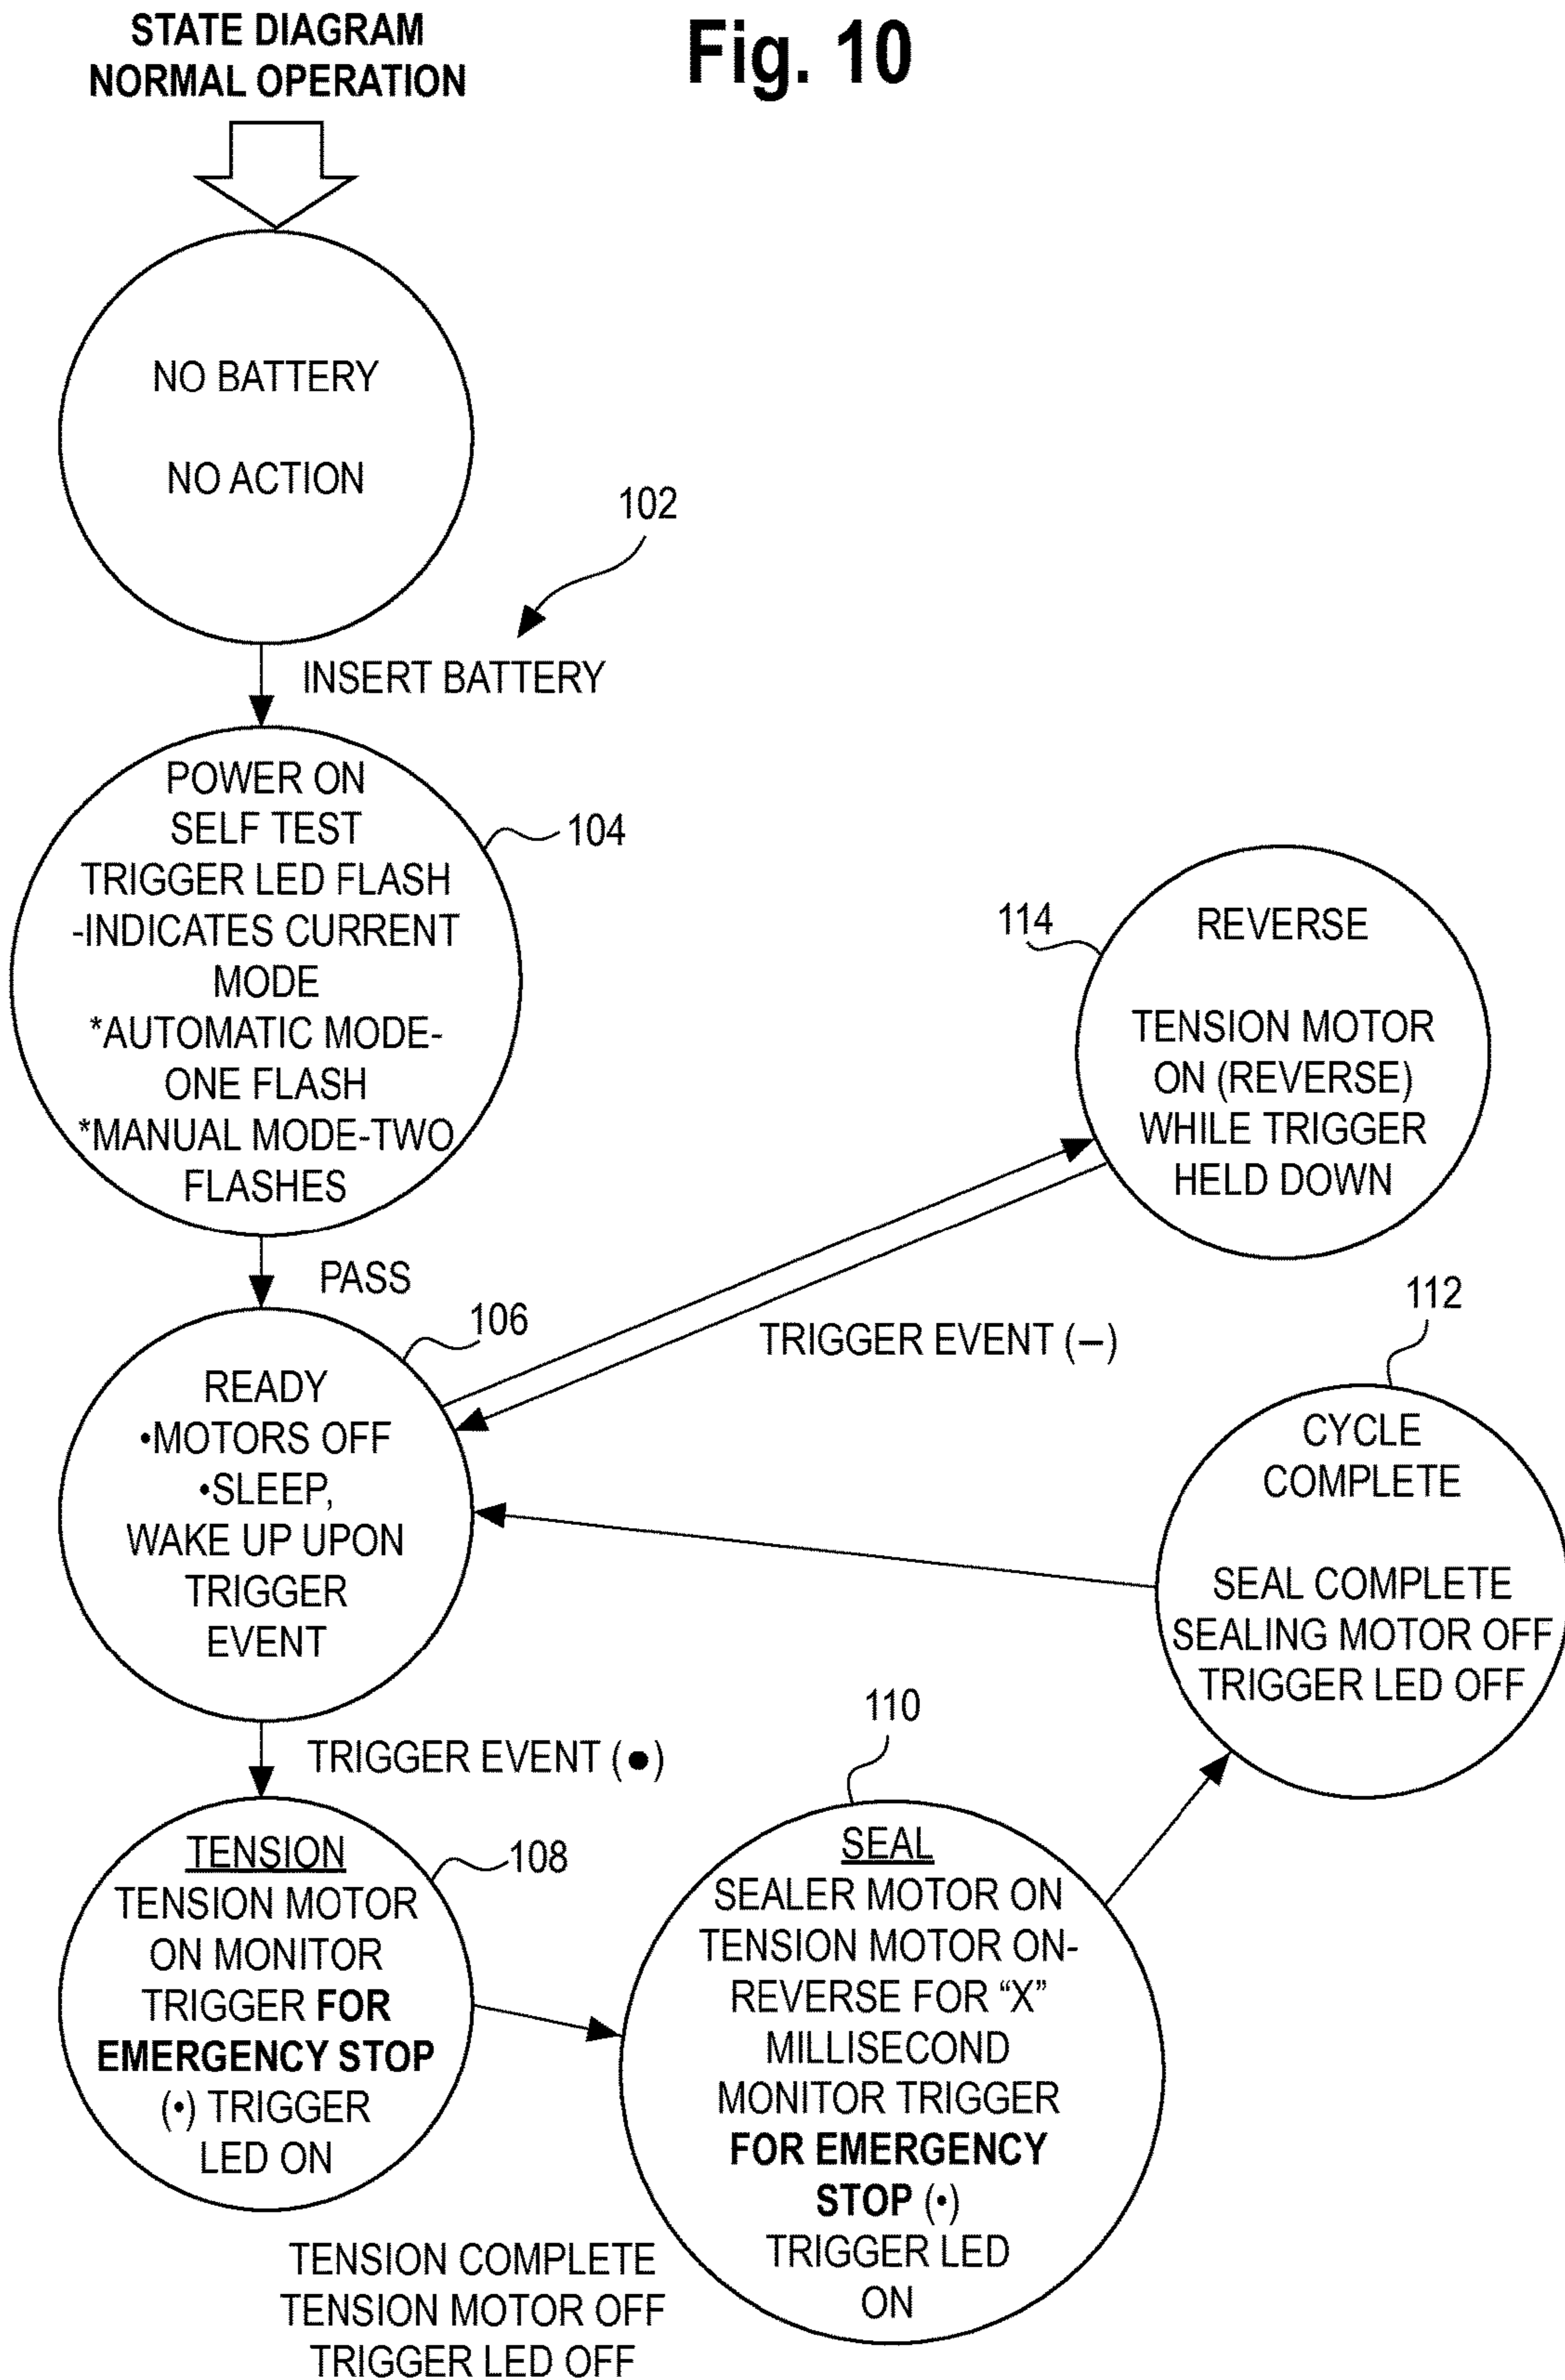 STATE DIAGRAM
NORMAL OPERATION
Fig. 10
NO BATTERY
NO ACTION
102
INSERT BATTERY
POWER ON
SELF TEST
TRIGGER LED FLASH
-INDICATES CURRENT
MODE
*AUTOMATIC MODE-
ONE FLASH
*MANUAL MODE-TWO
FLASHES
104
PASS
114
REVERSE
TENSION MOTOR
ON (REVERSE)
WHILE TRIGGER
HELD DOWN
TRIGGER EVENT (–)
106
READY
•MOTORS OFF
•SLEEP,
WAKE UP UPON
TRIGGER
EVENT
112
CYCLE
COMPLETE
SEAL COMPLETE
SEALING MOTOR OFF
TRIGGER LED OFF
TRIGGER EVENT (●)
TENSION
TENSION MOTOR
ON MONITOR
TRIGGER FOR
EMERGENCY STOP
(•) TRIGGER
LED ON
108
110
SEAL
SEALER MOTOR ON
TENSION MOTOR ON-
REVERSE FOR “X”
MILLISECOND
MONITOR TRIGGER
FOR EMERGENCY
STOP (•)
TRIGGER LED
ON
TENSION COMPLETE
TENSION MOTOR OFF
TRIGGER LED OFF